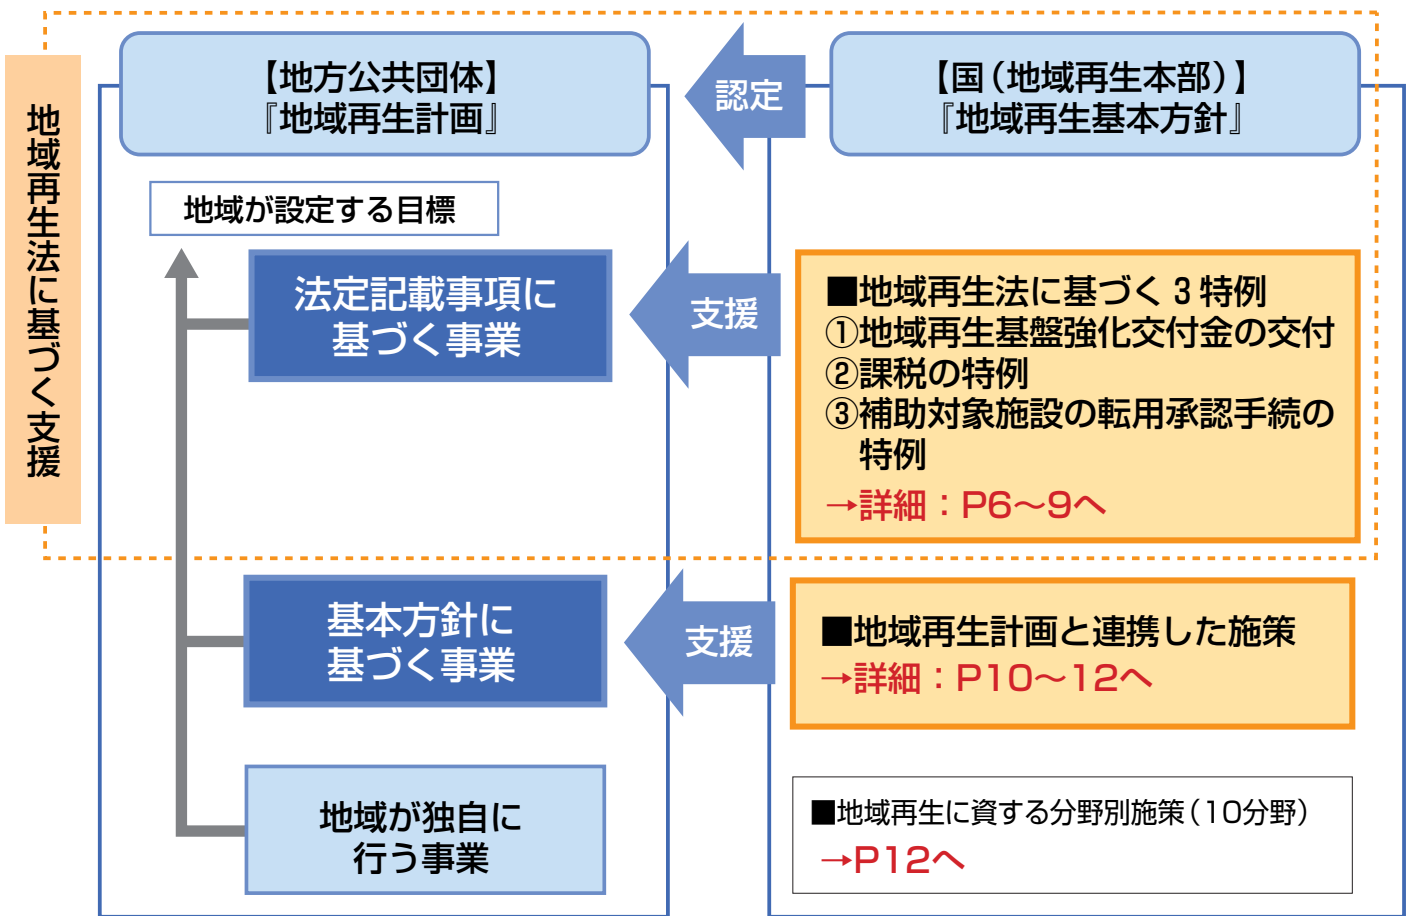 地域再生法に基づく支援
【地方公共団体】
『地域再生計画』
認定
【国(地域再生本部)】
『地域再生基本方針』
地域が設定する目標
法定記載事項に
基づく事業
支援
■地域再生法に基づく3特例
①地域再生基盤強化交付金の交付
②課税の特例
③補助対象施設の転用承認手続の
特例
→詳細：P6〜9へ
基本方針に
基づく事業
支援
■地域再生計画と連携した施策
→詳細：P10〜12へ
地域が独自に
行う事業
■地域再生に資する分野別施策(10分野)
→P12へ